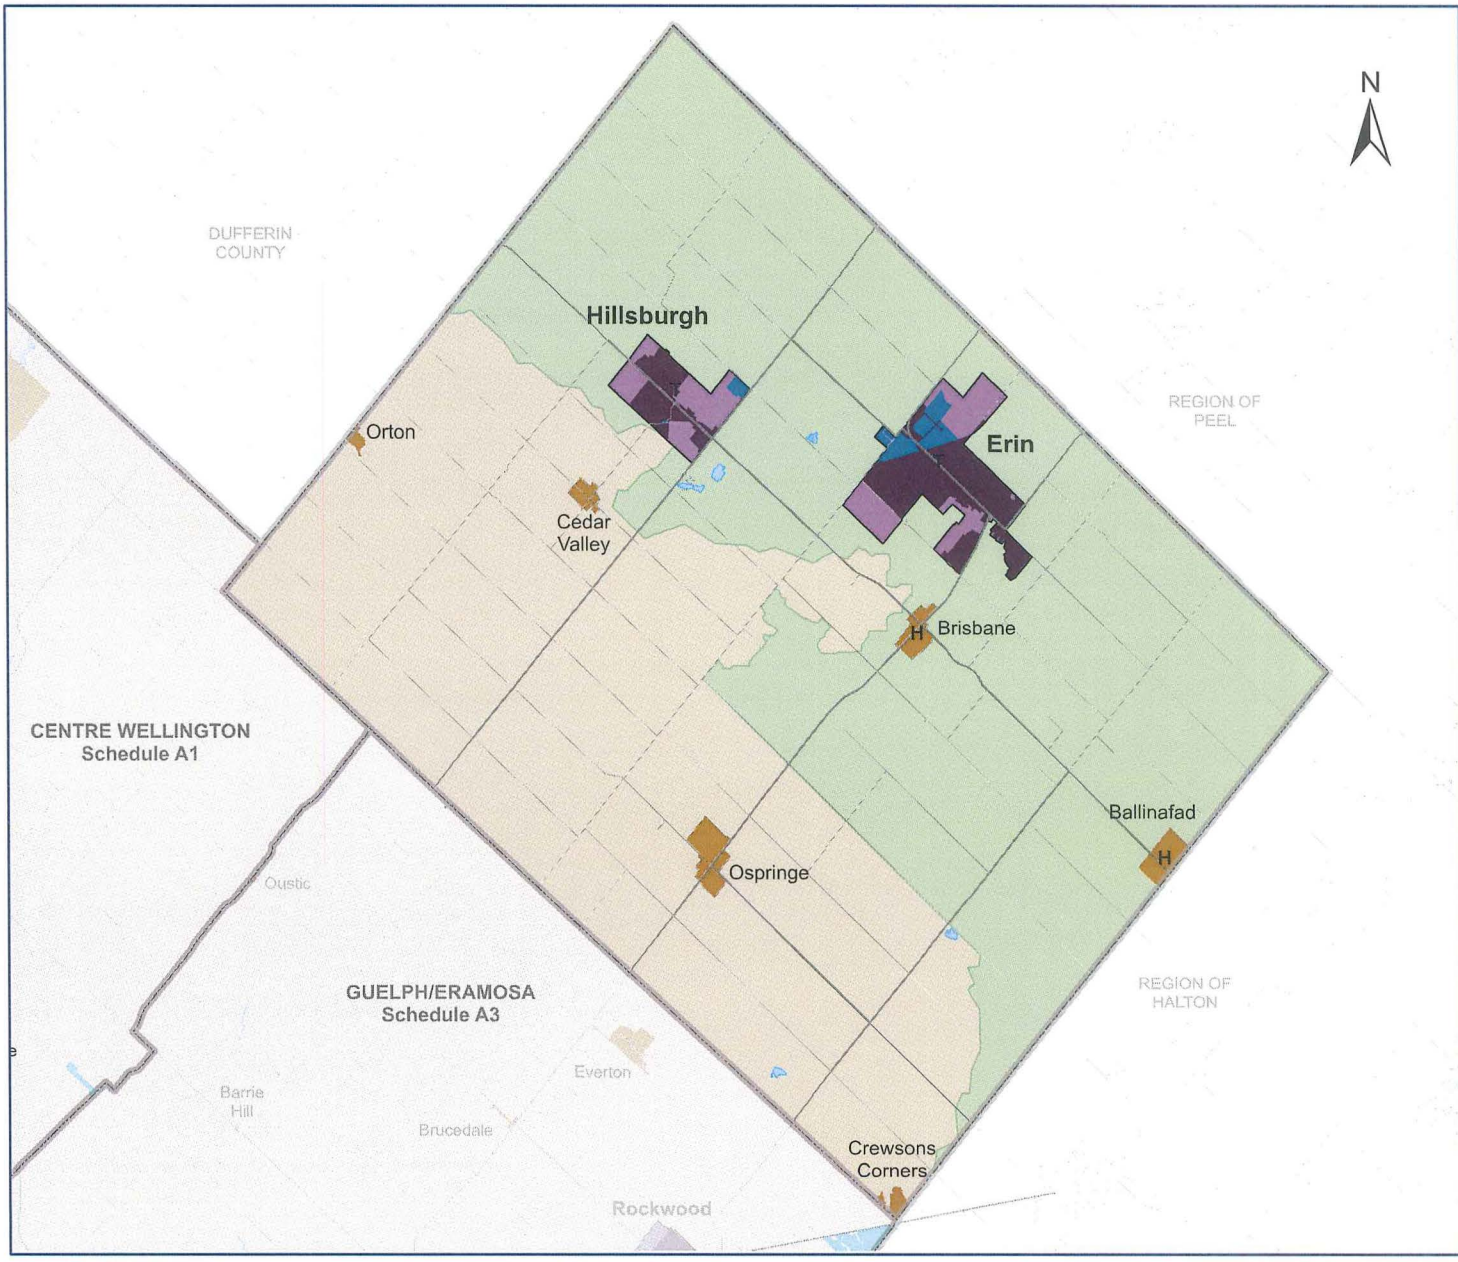 N
DUFFERIN
COUNTY
Hillsburgh
T
REGION OF
PEEL
Orton
Erin
T
Cedar
Valley
H
Brisbane
CENTRE WELLINGTON
Schedule A1
Ballinafad
H
Ospringe
Oustic
GUELPH/ERAMOSA
Schedule A3
REGION OF
HALTON
e
Everton
Barrie
Hill
Brucedale
Crewsons
Corners
Rockwood